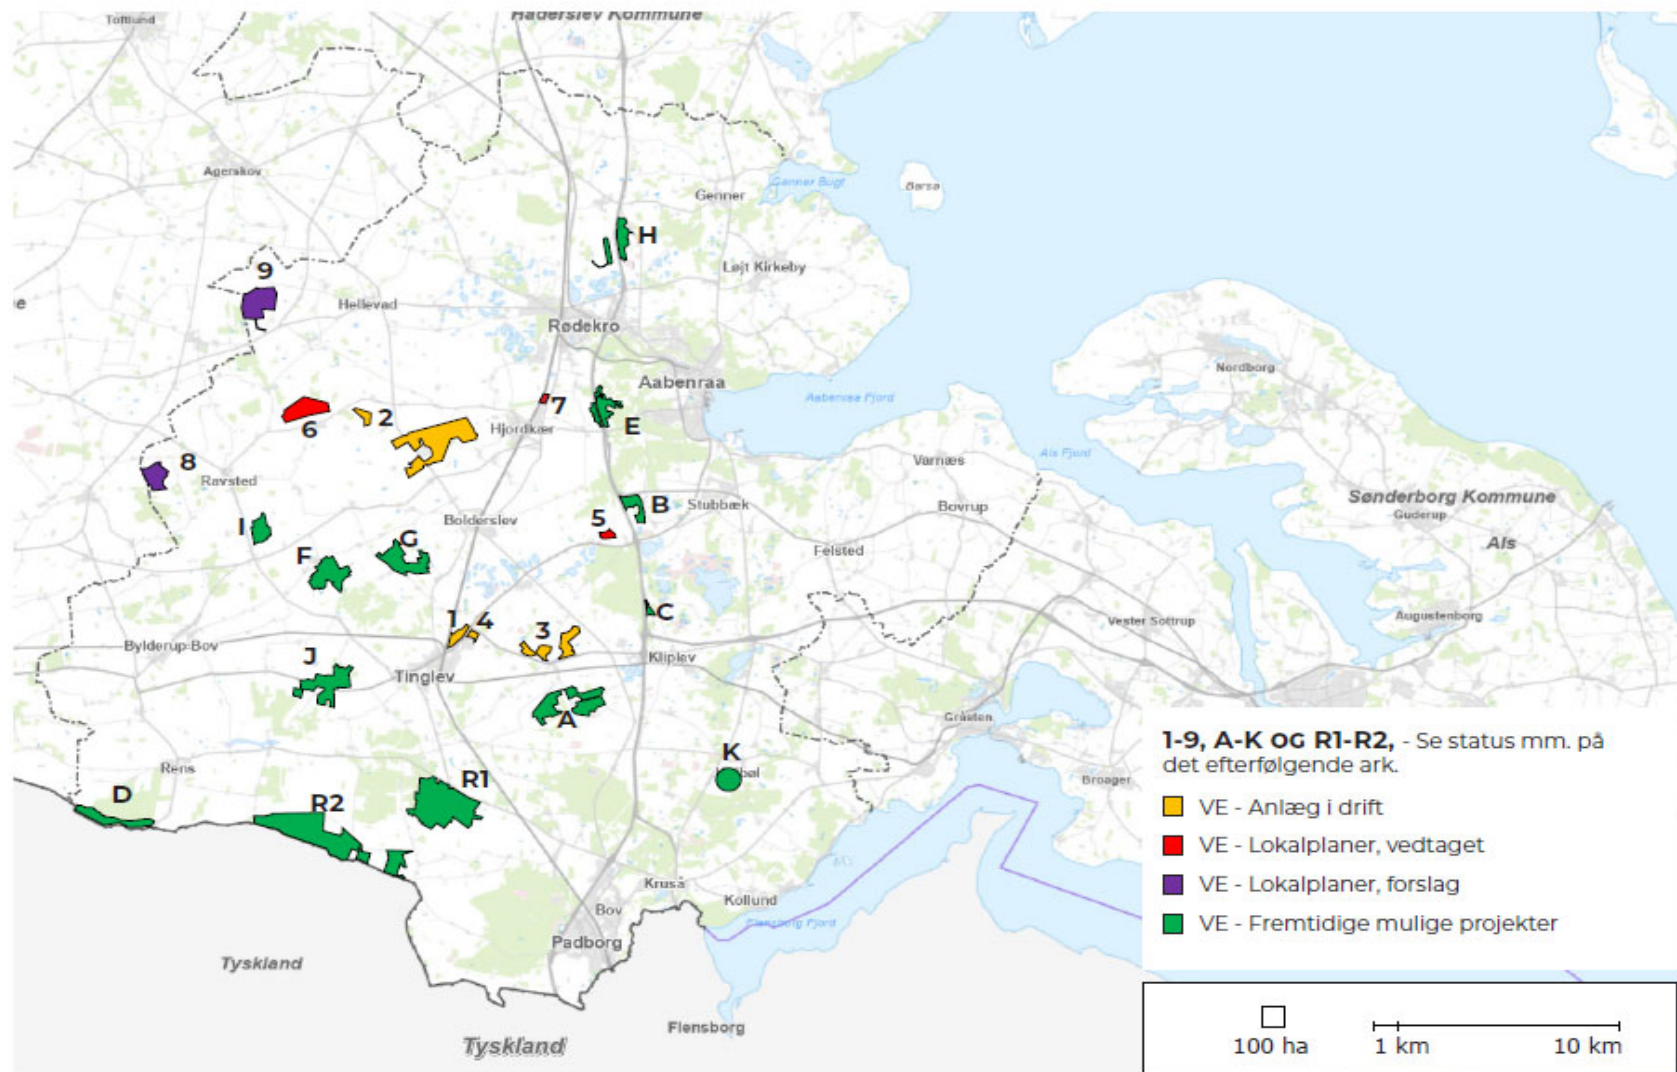 Toftlund
Haderslev Kommune
Agerskov
Genner
Genner Bugt
Barsø
H
Løjt Kirkeby
9
Hellevad
e
Rødekro
Aabenraa
Nordborg
Aabenraa Fjord
6
2
7
E
Hjordkær
Als Fjord
Varnæs
8
Ravsted
Sønderborg Kommune
Guderup
Als
B
Stubbæk
Bovrup
I
Bolderslev
5
G
F
Felsted
C
1
4
3
Augustenborg
Vester Sottrup
Bylderup-Bov
J
Kliplev
Tinglev
A
Gråsten
K
Broager
Rens
D
R2
R1
Kruså
Kollund
Bov
Flensborg Fjord
Padborg
Tyskland
Flensborg
Tyskland
1-9, A-K OG R1-R2, - Se status mm. på
det efterfølgende ark.
VE - Anlæg i drift
VE - Lokalplaner, vedtaget
VE - Lokalplaner, forslag
VE - Fremtidige mulige projekter
100 ha
1 km
10 km